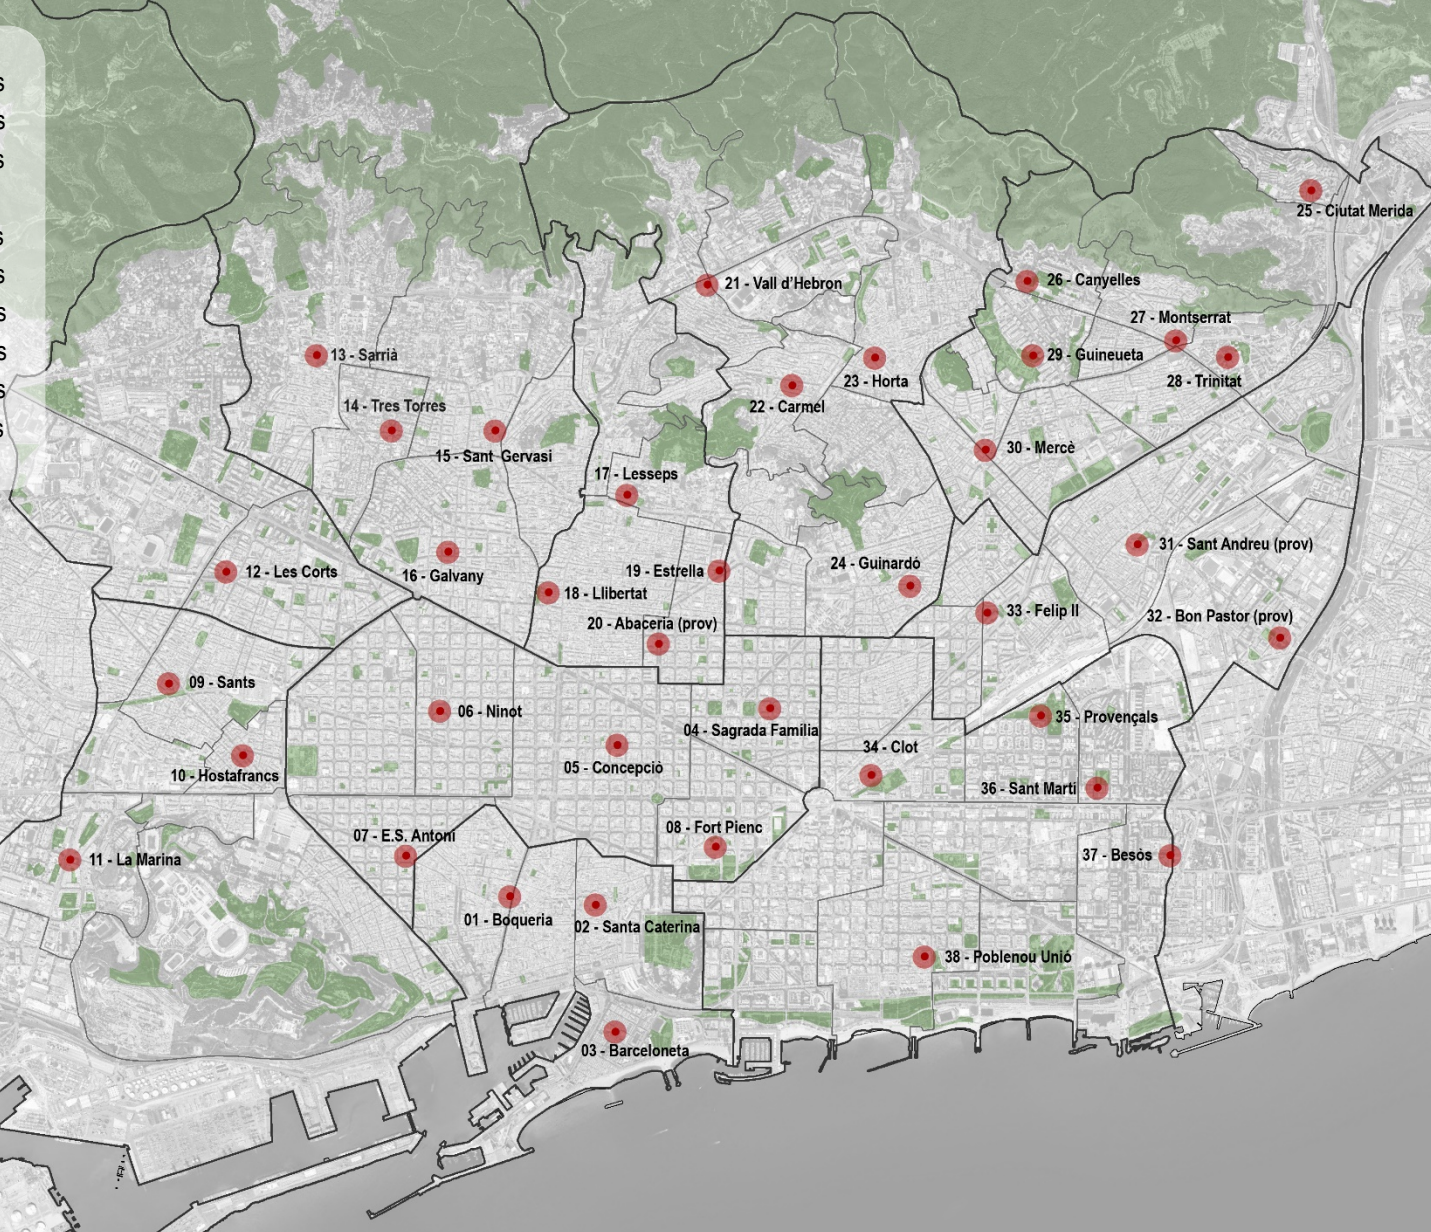 s
s
s
s
s
s
s
s
s
25 - Ciutat Merida
21 - Vall d'Hebron
26 - Canyelles
27 - Montserrat
13 - Sarrià
29 - Guineueta
23 - Horta
28 - Trinitat
14 - Tres Torres
22 - Carmel
30 - Mercè
15 - Sant Gervasi
17 - Lesseps
31 - Sant Andreu (prov)
24 - Guinardó
12 - Les Corts
16 - Galvany
19 - Estrella
18 - Llibertat
33 - Felip II
32 - Bon Pastor (prov)
20 - Abaceria (prov)
09 - Sants
06 - Ninot
35 - Provençals
04 - Sagrada Família
34 - Clot
05 - Concepciò
10 - Hostafrancs
36 - Sant Martí
08 - Fort Pienc
07 - E.S. Antoni
37 - Besòs
11 - La Marina
01 - Boqueria
02 - Santa Caterina
38 - Poblenou Unió
03 - Barceloneta